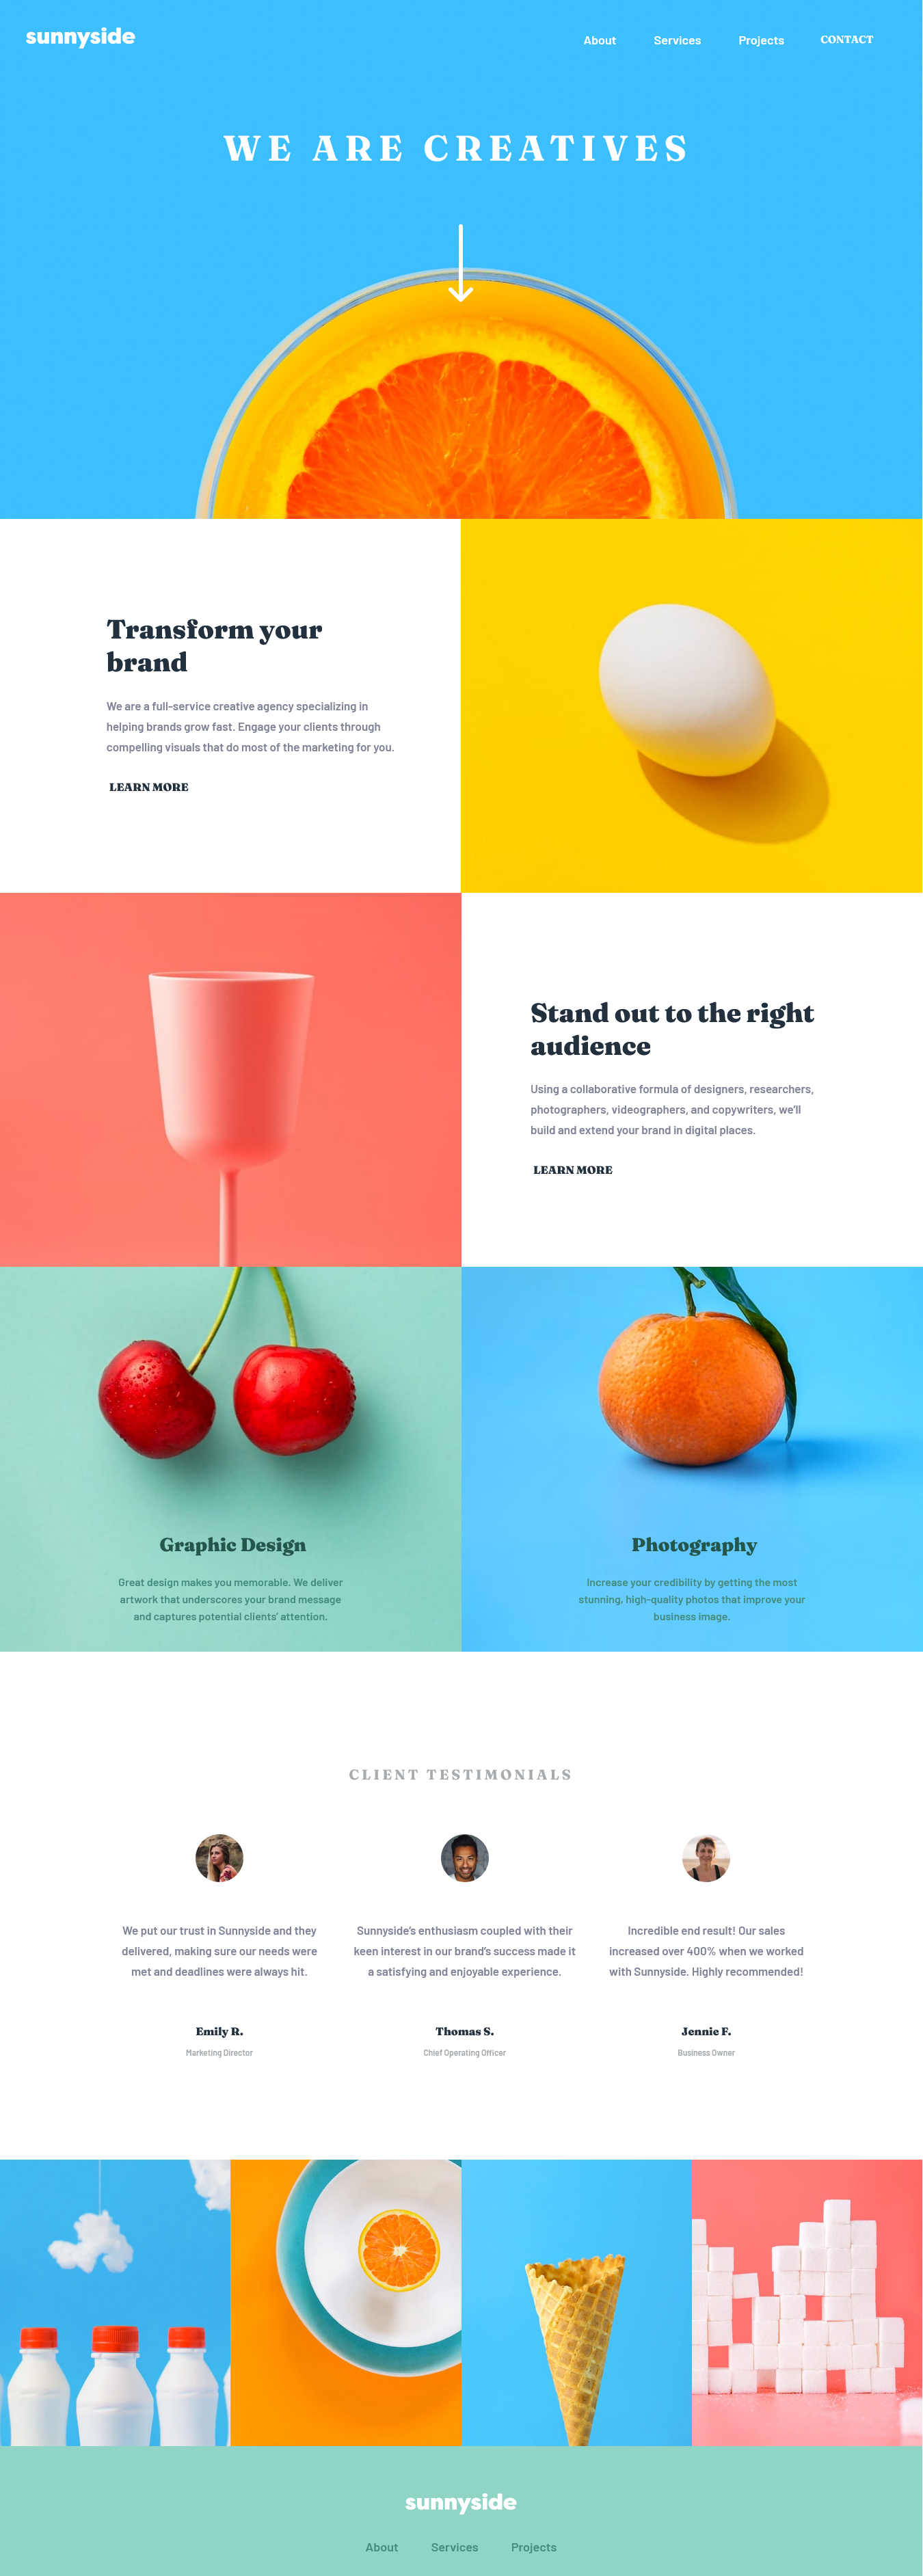 sunnyside
About Services Projects CONTACT
WE ARE CREATIVES
Transform your
brand
We are a full-service creative agency specializing in
helping brands grow fast. Engage your clients through
compelling visuals that do most of the marketing for you.
LEARN MORE
Stand out to the right
audience
Using a collaborative formula of designers, researchers,
photographers, videographers, and copywriters, we'll
build and extend your brand in digital places.
LEARN MORE
Graphic Design
Great design makes you memorable. We deliver
artwork that underscores your brand message
and captures potential clients' attention.
Photography
Increase your credibility by getting the most
stunning, high-quality photos that improve your
business image.
CLIENT TESTIMONIALS
We put our trust in Sunnyside and they
delivered, making sure our needs were
met and deadlines were always hit.
Emily R.
Marketing Director
Sunnyside's enthusiasm coupled with their
keen interest in our brand's success made it
a satisfying and enjoyable experience.
Thomas S.
Chief Operating Officer
Incredible end result! Our sales
increased over 400% when we worked
with Sunnyside. Highly recommended!
Jennie F.
Business Owner
sunnyside
About Services Projects